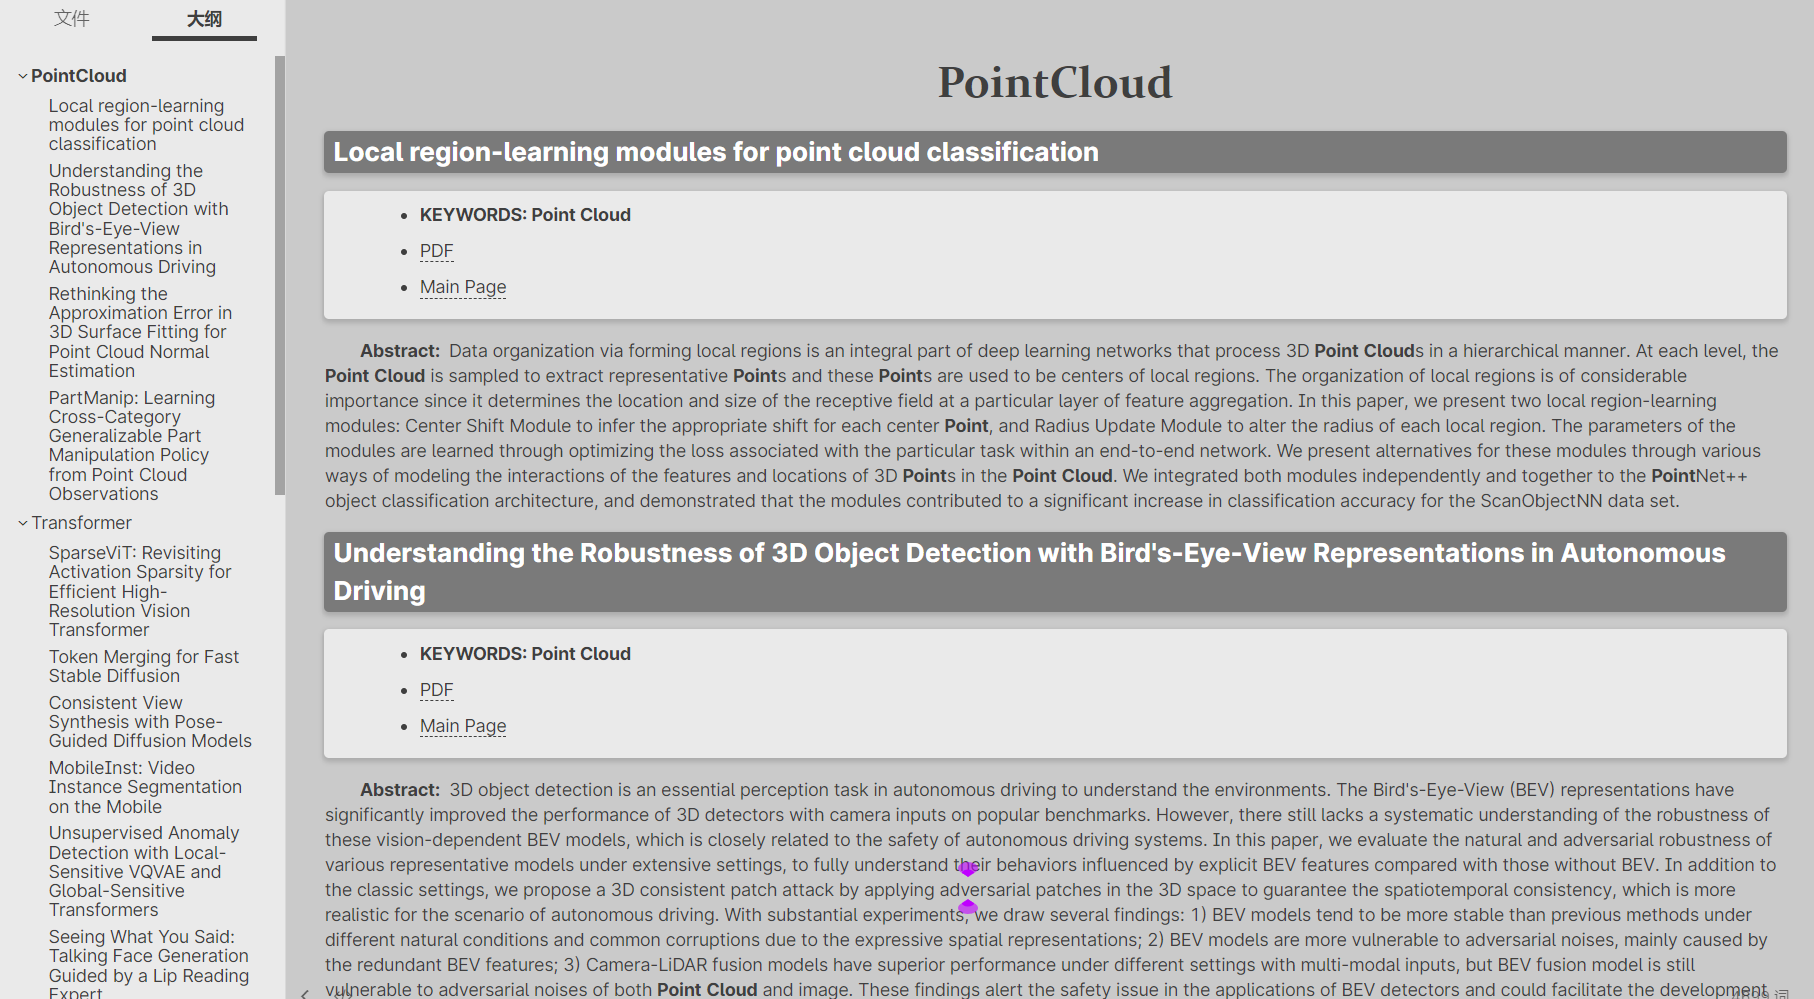 文件
大纲
PointCloud
Local region-learning
modules for point cloud
classification
Understanding the
Robustness of 3D
Object Detection with
Bird's-Eye-View
Representations in
Autonomous Driving
Rethinking the
Approximation Error in
3D Surface Fitting for
Point Cloud Normal
Estimation
PartManip: Learning
Cross-Category
Generalizable Part
Manipulation Policy
from Point Cloud
Observations
Transformer
SparseViT: Revisiting
Activation Sparsity for
Efficient High-
Resolution Vision
Transformer
Token Merging for Fast
Stable Diffusion
Consistent View
Synthesis with Pose-
Guided Diffusion Models
MobileInst: Video
Instance Segmentation
on the Mobile
Unsupervised Anomaly
Detection with Local-
Sensitive VQVAE and
Global-Sensitive
Transformers
Seeing What You Said:
Talking Face Generation
Guided by a Lip Reading
Expert
PointCloud
Local region-learning modules for point cloud classification
KEYWORDS: Point Cloud
PDF
Main Page
Abstract: Data organization via forming local regions is an integral part of deep learning networks that process 3D Point Clouds in a hierarchical manner. At each level, the
Point Cloud is sampled to extract representative Points and these Points are used to be centers of local regions. The organization of local regions is of considerable
importance since it determines the location and size of the receptive field at a particular layer of feature aggregation. In this paper, we present two local region-learning
modules: Center Shift Module to infer the appropriate shift for each center Point, and Radius Update Module to alter the radius of each local region. The parameters of the
modules are learned through optimizing the loss associated with the particular task within an end-to-end network. We present alternatives for these modules through various
ways of modeling the interactions of the features and locations of 3D Points in the Point Cloud. We integrated both modules independently and together to the PointNet++
object classification architecture, and demonstrated that the modules contributed to a significant increase in classification accuracy for the ScanObjectNN data set.
Understanding the Robustness of 3D Object Detection with Bird's-Eye-View Representations in Autonomous
Driving
KEYWORDS: Point Cloud
PDF
Main Page
Abstract: 3D object detection is an essential perception task in autonomous driving to understand the environments. The Bird's-Eye-View (BEV) representations have
significantly improved the performance of 3D detectors with camera inputs on popular benchmarks. However, there still lacks a systematic understanding of the robustness of
these vision-dependent BEV models, which is closely related to the safety of autonomous driving systems. In this paper, we evaluate the natural and adversarial robustness of
various representative models under extensive settings, to fully understand their behaviors influenced by explicit BEV features compared with those without BEV. In addition to
the classic settings, we propose a 3D consistent patch attack by applying adversarial patches in the 3D space to guarantee the spatiotemporal consistency, which is more
realistic for the scenario of autonomous driving. With substantial experiments, we draw several findings: 1) BEV models tend to be more stable than previous methods under
different natural conditions and common corruptions due to the expressive spatial representations; 2) BEV models are more vulnerable to adversarial noises, mainly caused by
the redundant BEV features; 3) Camera-LiDAR fusion models have superior performance under different settings with multi-modal inputs, but BEV fusion model is still
vulnerable to adversarial noises of both Point Cloud and image. These findings alert the safety issue in the applications of BEV detectors and could facilitate the development
词